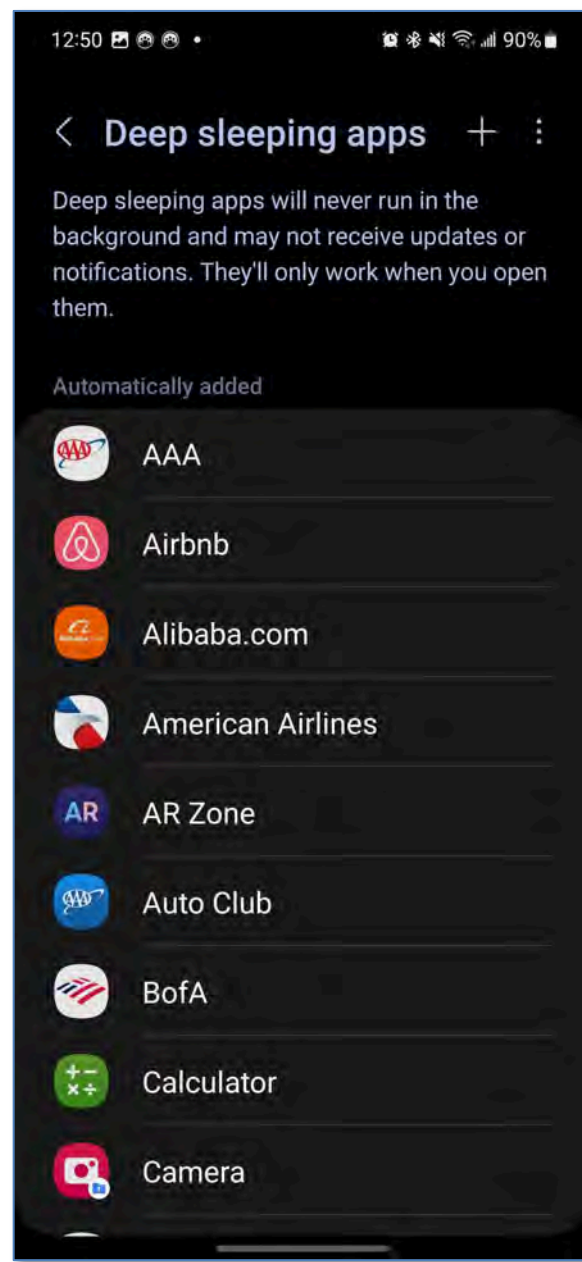 12:50
90%
Deep sleeping apps
Deep sleeping apps will never run in the
background and may not receive updates or
notifications. They'll only work when you open
them.
Automatically added
AAA
AAA
Airbnb
Alibaba.com
American Airlines
AR
AR Zone
AAA
Auto Club
BofA
Calculator
Camera